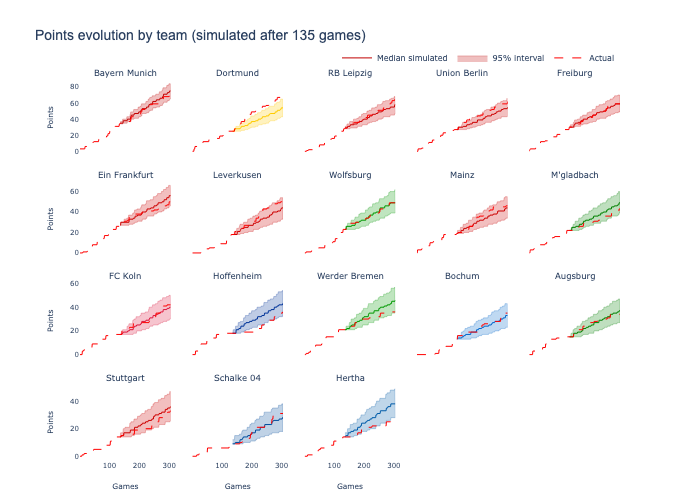 Points evolution by team (simulated after 135 games)
Median simulated 95% interval Actual
Bayern Munich Dortmund RB Leipzig Union Berlin Freiburg
80
60
40
20
0
Points
Ein Frankfurt Leverkusen Wolfsburg Mainz M'gladbach
60
40
20
0
Points
FC Koln Hoffenheim Werder Bremen Bochum Augsburg
60
40
20
0
Points
Stuttgart Schalke 04 Hertha
40
20
0
Points
100 200 300 100 200 300 100 200 300
Games Games Games